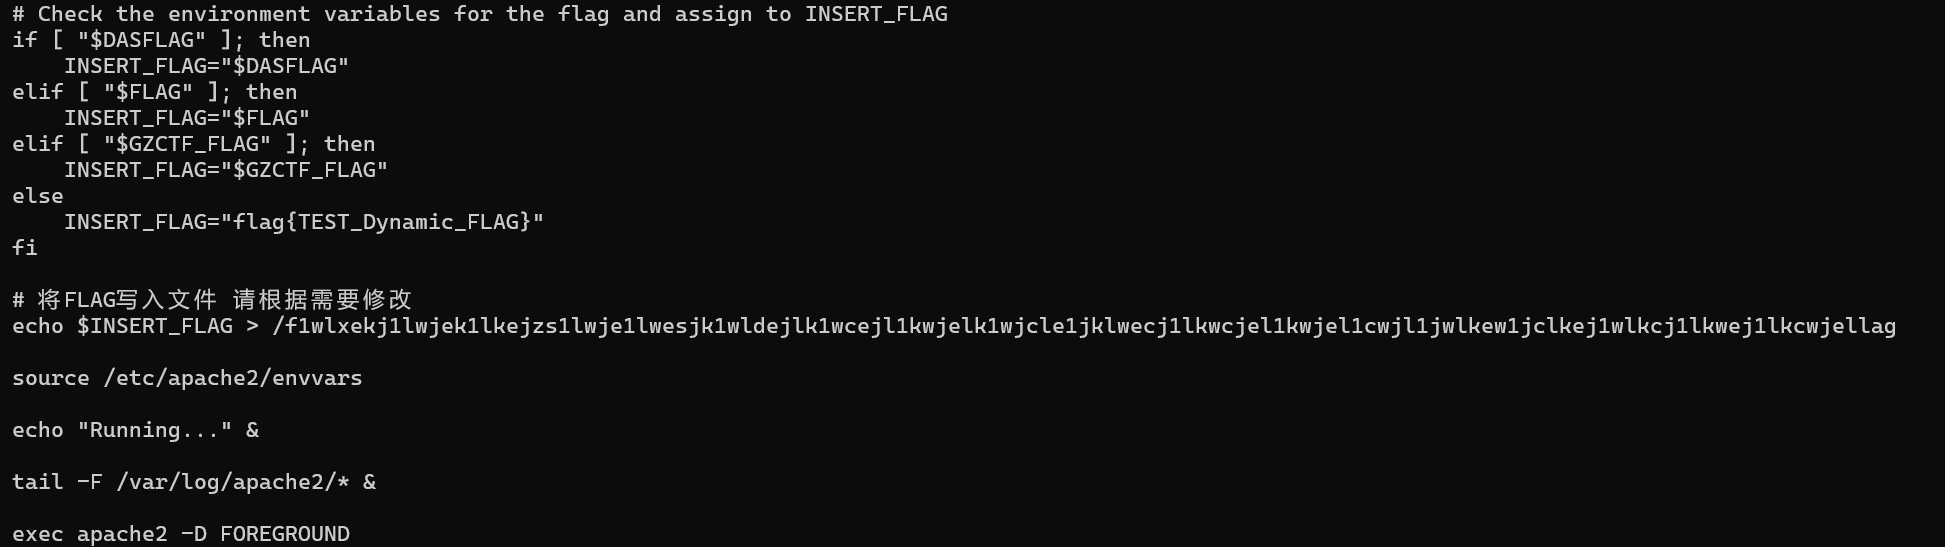 # Check the environment variables for the flag and assign to INSERT_FLAG
if [ "$DASFLAG" ]; then
    INSERT_FLAG="$DASFLAG"
elif [ "$FLAG" ]; then
    INSERT_FLAG="$FLAG"
elif [ "$GZCTF_FLAG" ]; then
    INSERT_FLAG="$GZCTF_FLAG"
else
    INSERT_FLAG="flag{TEST_Dynamic_FLAG}"
fi

# 将FLAG写入文件 请根据需要修改
echo $INSERT_FLAG > /f1wlxekj1lwjek1lkejzs1lwje1lwesjk1wldejlk1wcejl1kwjelk1wjcle1jklwecj1lkwcjel1kwjel1cwjl1jwlkew1jclkej1wlkcj1lkwej1lkcwjellag

source /etc/apache2/envvars

echo "Running..." &

tail -F /var/log/apache2/* &

exec apache2 -D FOREGROUND